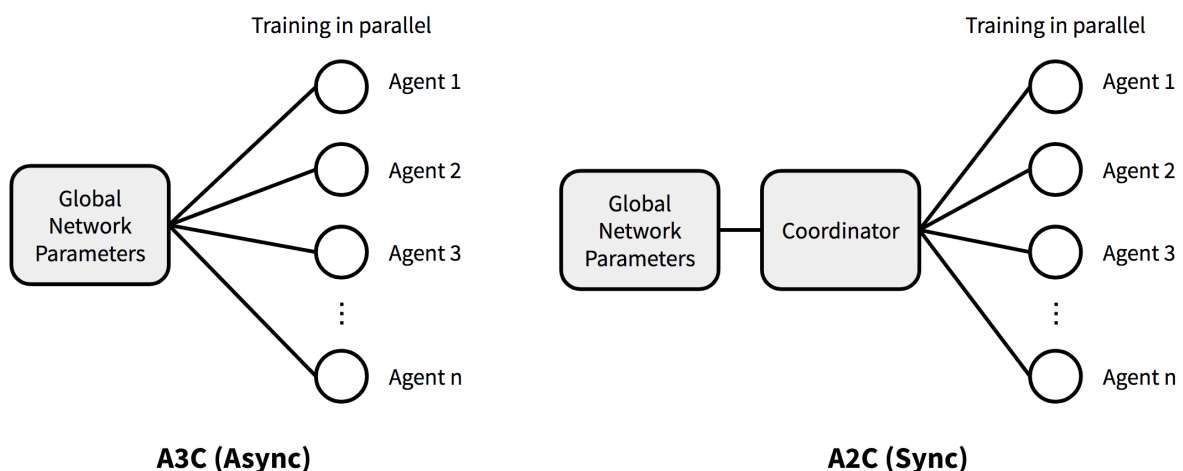 Training in parallel
Agent 1
Agent 2
Agent 3
Agent n
Global
Network
Parameters
A3C (Async)
Training in parallel
Agent 1
Agent 2
Agent 3
Agent n
Global
Network
Parameters
Coordinator
A2C (Sync)